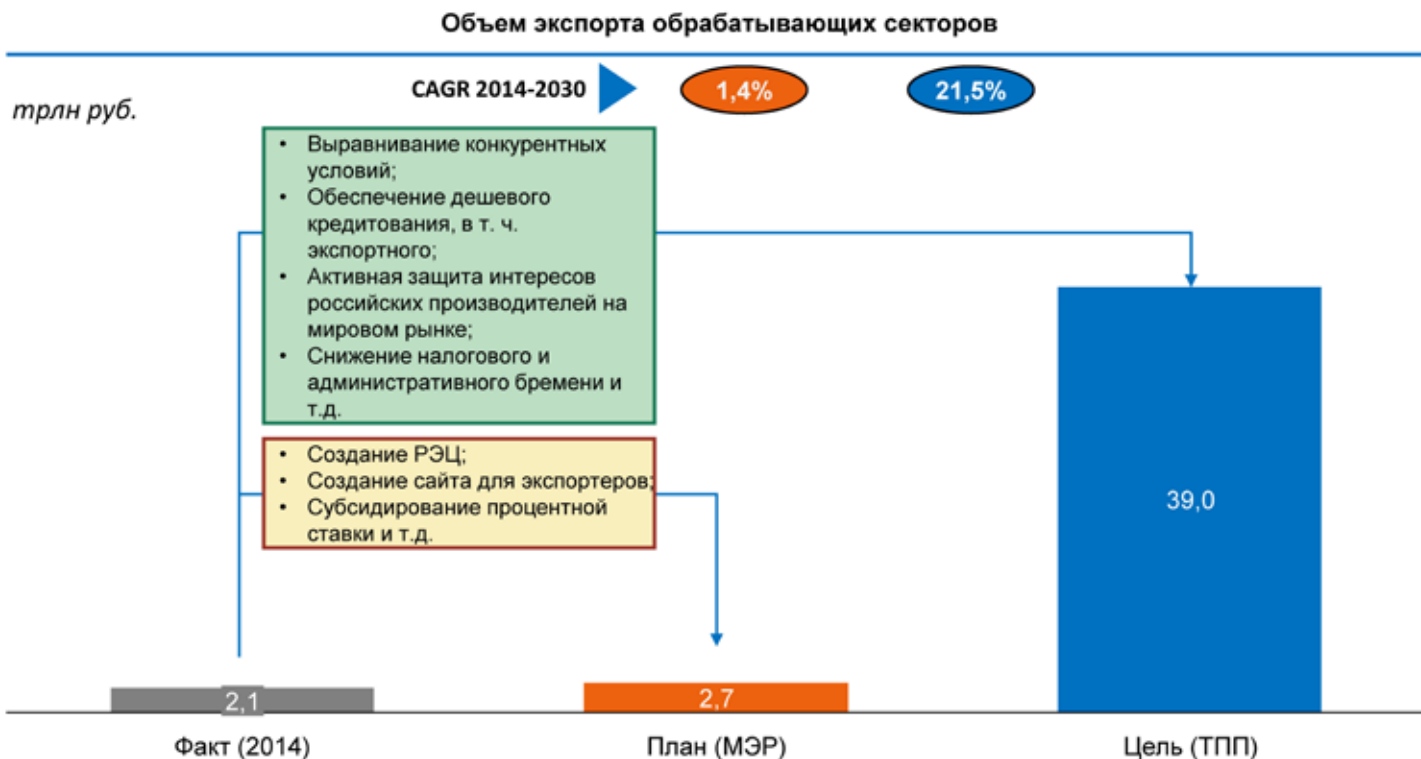 Объем экспорта обрабатывающих секторов
CAGR 2014-2030
1,4%
21,5%
трлн руб.
• Выравнивание конкурентных
условий;
• Обеспечение дешевого
кредитования, в т. ч.
экспортного;
• Активная защита интересов
российских производителей на
мировом рынке;
• Снижение налогового и
административного бремени и
т.д.
• Создание РЭЦ;
• Создание сайта для экспортеров;
• Субсидирование процентной
ставки и т.д.
39,0
2,1
2,7
Факт (2014)
План (МЭР)
Цель (ТПП)